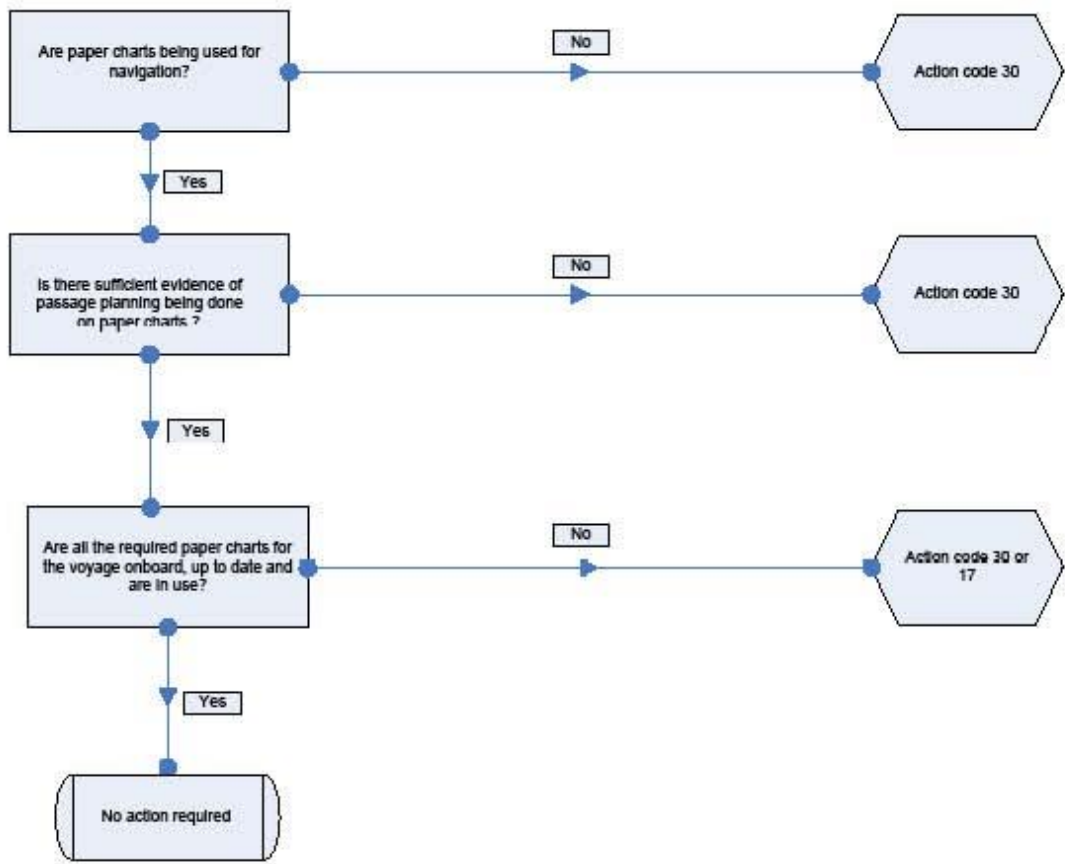 Are paper charts being used for
navigation?
No
Action code 30
Yes
Is there sufficient evidence of
passage planning being done
on paper charts ?
No
Action code 30
Yes
Are all the required paper charts for
the voyage onboard, up to date and
are in use?
No
Action code 30 or
17
Yes
No action required